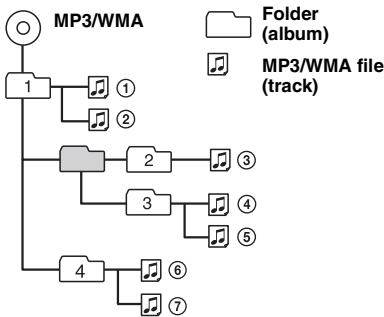 MP3/WMA
Folder
(album)
MP3/WMA file
(track)
1
①
②
2
③
3
④
⑤
4
⑥
⑦